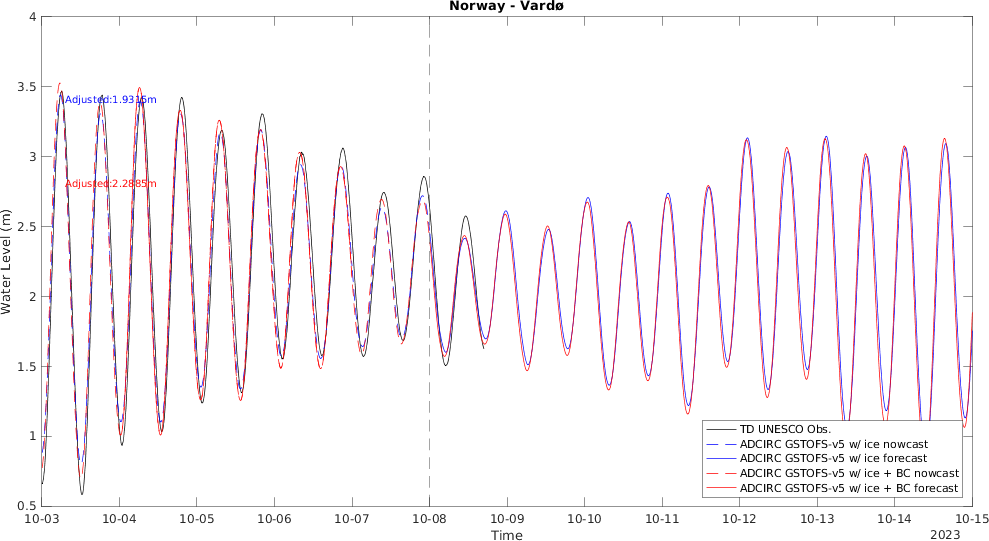 Norway - Vardø
4
3.5
3
2.5
2
1.5
1
0.5
Water Level (m)
Adjusted:1.9315m
Adjusted:2.2885m
TD UNESCO Obs.
ADCIRC GSTOFS-v5 w/ ice nowcast
ADCIRC GSTOFS-v5 w/ ice forecast
ADCIRC GSTOFS-v5 w/ ice + BC nowcast
ADCIRC GSTOFS-v5 w/ ice + BC forecast
10-03 10-04 10-05 10-06 10-07 10-08 10-09 10-10 10-11 10-12 10-13 10-14 10-15
Time
2023